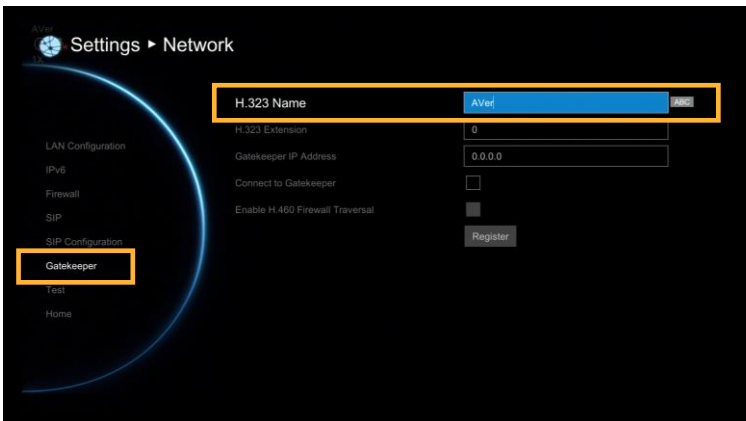 AVer
Settings ▸ Network
H.323 Name AVer ABC
H.323 Extension 0
Gatekeeper IP Address 0.0.0.0
Connect to Gatekeeper
Enable H.460 Firewall Traversal
Register
LAN Configuration
IPv6
Firewall
SIP
SIP Configuration
Gatekeeper
Test
Home